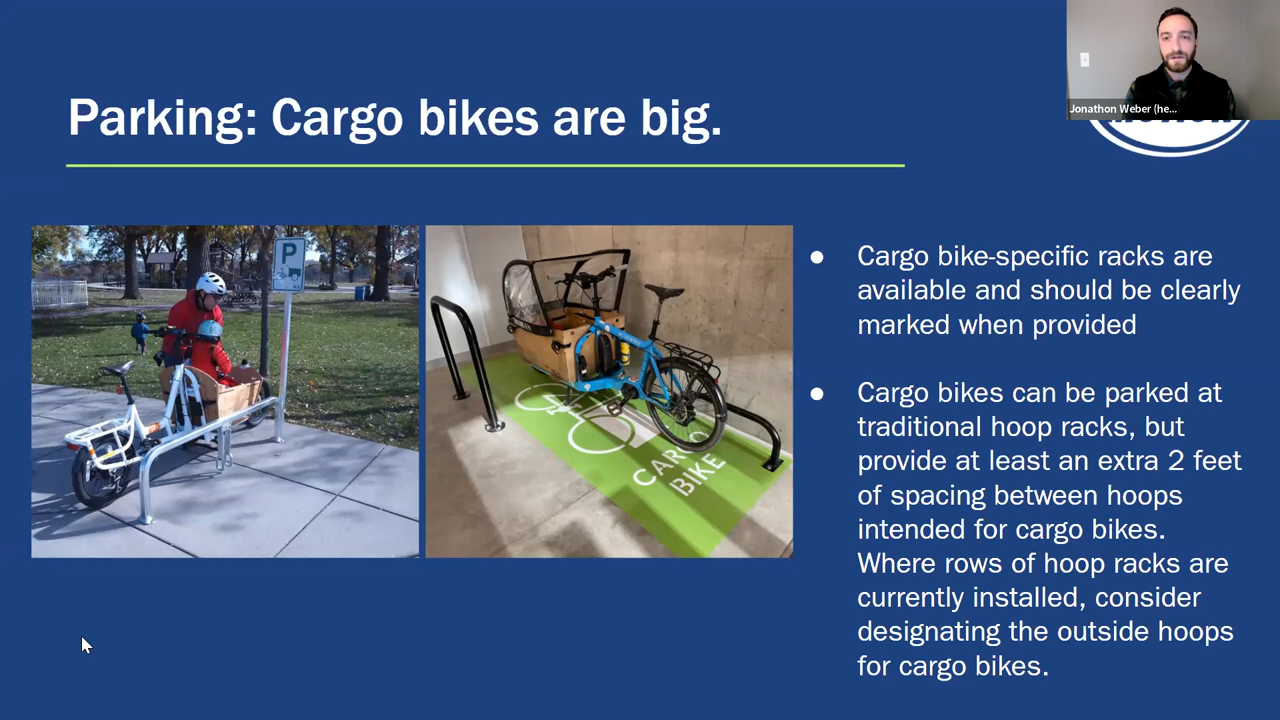 Jonathon Weber (he...
Parking: Cargo bikes are big.
P
● Cargo bike-specific racks are
available and should be clearly
marked when provided
● Cargo bikes can be parked at
traditional hoop racks, but
provide at least an extra 2 feet
of spacing between hoops
intended for cargo bikes.
Where rows of hoop racks are
currently installed, consider
designating the outside hoops
for cargo bikes.
CARGO
BIKE